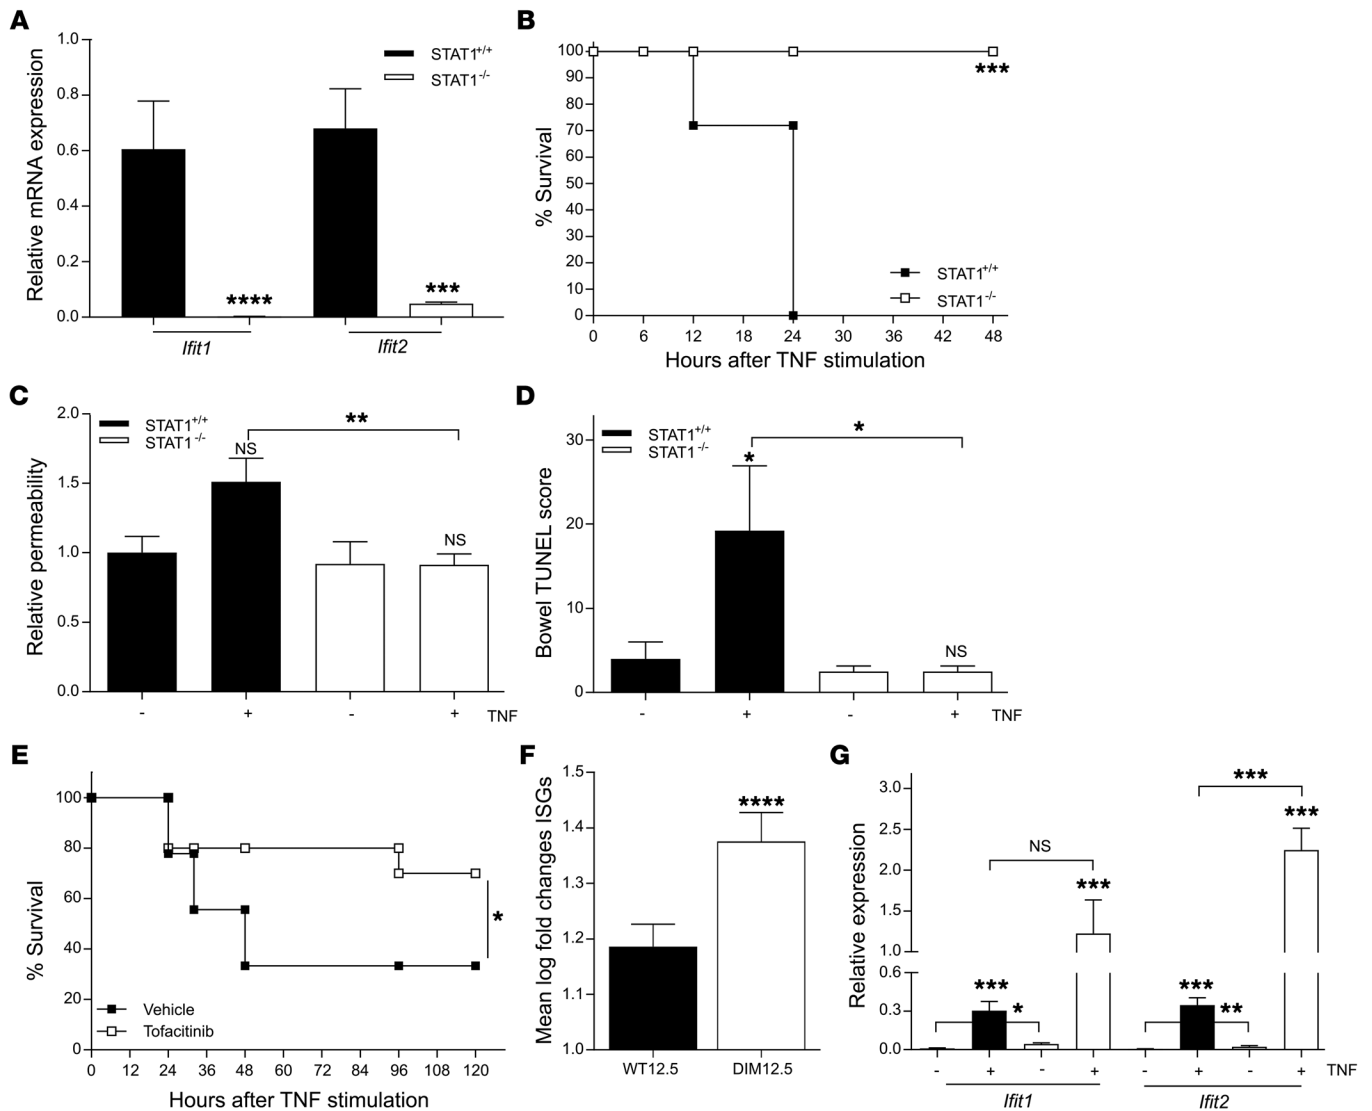 A
Relative mRNA expression
1.0
0.8
0.6
0.4
0.2
0.0
STAT1+/+
STAT1-/-
****
***
Ifit1
Ifit2
B
% Survival
100
90
80
70
60
50
40
30
20
10
0
***
STAT1+/+
STAT1-/-
0 6 12 18 24 30 36 42 48
Hours after TNF stimulation
C
Relative permeability
2.0
1.5
1.0
0.5
0.0
STAT1+/+
STAT1-/-
**
NS
NS
- + - + TNF
D
Bowel TUNEL score
30
20
10
0
STAT1+/+
STAT1-/-
*
*
NS
- + - + TNF
E
% Survival
100
80
60
40
20
0
*
Vehicle
Tofacitinib
0 12 24 36 48 60 72 84 96 108 120
Hours after TNF stimulation
F
Mean log fold changes ISGs
1.5
1.4
1.3
1.2
1.1
1.0
****
WT12.5 DIM12.5
G
Relative expression
3.0
2.5
2.0
1.5
1.0
0.6
0.3
0.0
***
***
NS
***
***
*
***
**
- + - + - + - + TNF
Ifit1
Ifit2